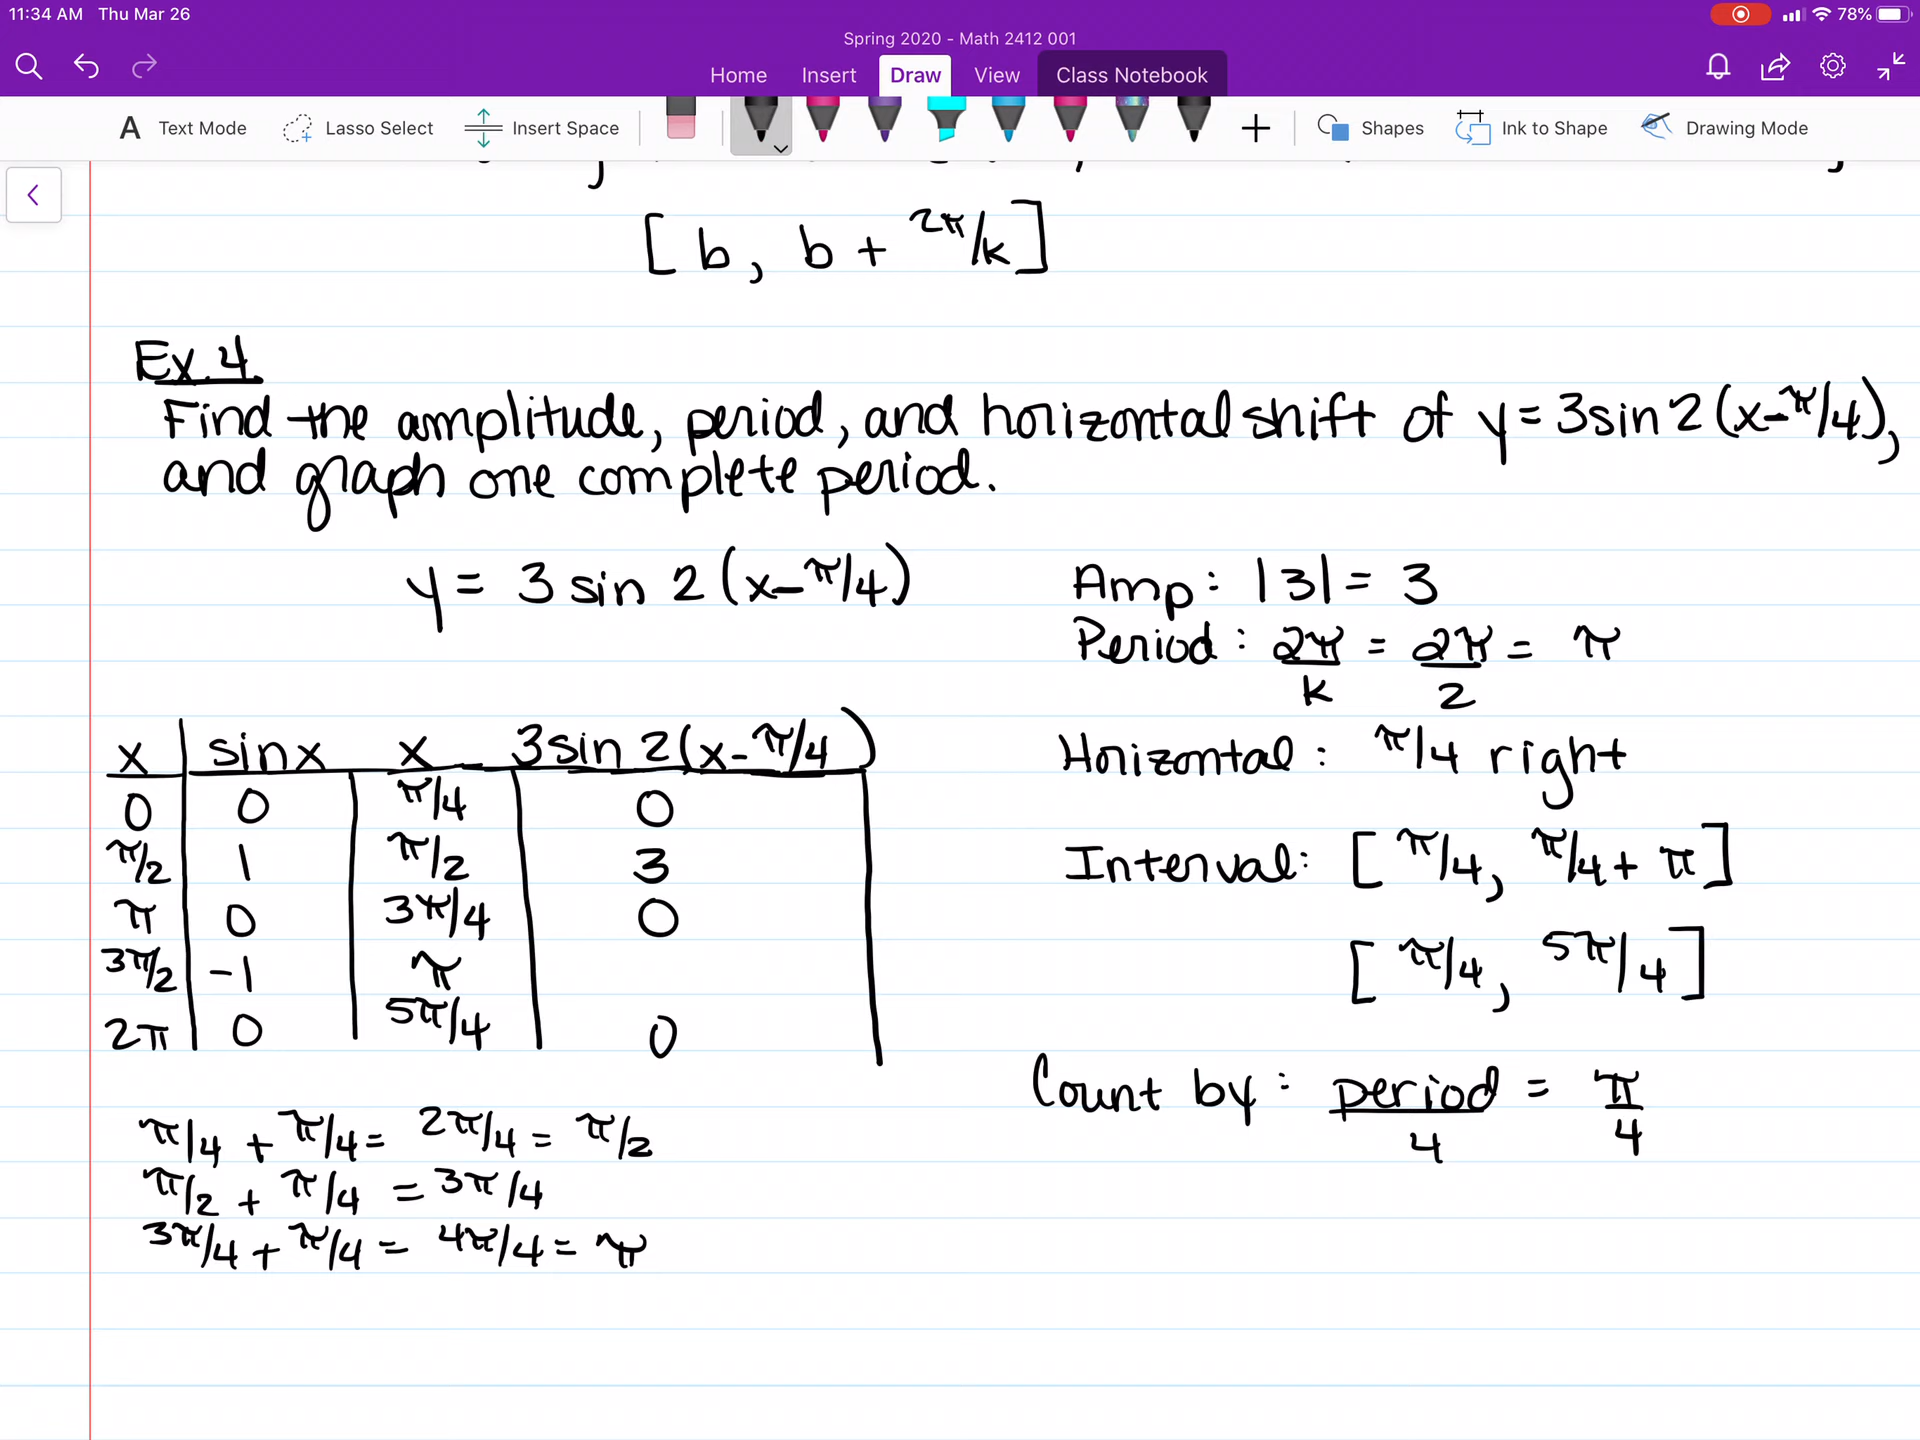 11:34 AM Thu Mar 26
78%
Spring 2020 - Math 2412 001
Home Insert Draw View Class Notebook
A Text Mode Lasso Select Insert Space Shapes Ink to Shape Drawing Mode
[b, b + 2π/k]
Ex. 4.
Find the amplitude, period, and horizontal shift of y = 3 sin 2(x-π/4),
and graph one complete period.
y = 3 sin 2(x-π/4)
Amp: |3| = 3
Period: 2π/k = 2π/2 = π
x sinx x 3sin 2(x-π/4)
0 0 π/4 0
π/2 1 π/2 3
π 0 3π/4 0
3π/2 -1 π
2π 0 5π/4 0
Horizontal: π/4 right
Interval: [π/4, π/4 + π]
[π/4, 5π/4]
Count by: period/4 = π/4
π/4 + π/4 = 2π/4 = π/2
π/2 + π/4 = 3π/4
3π/4 + π/4 = 4π/4 = π